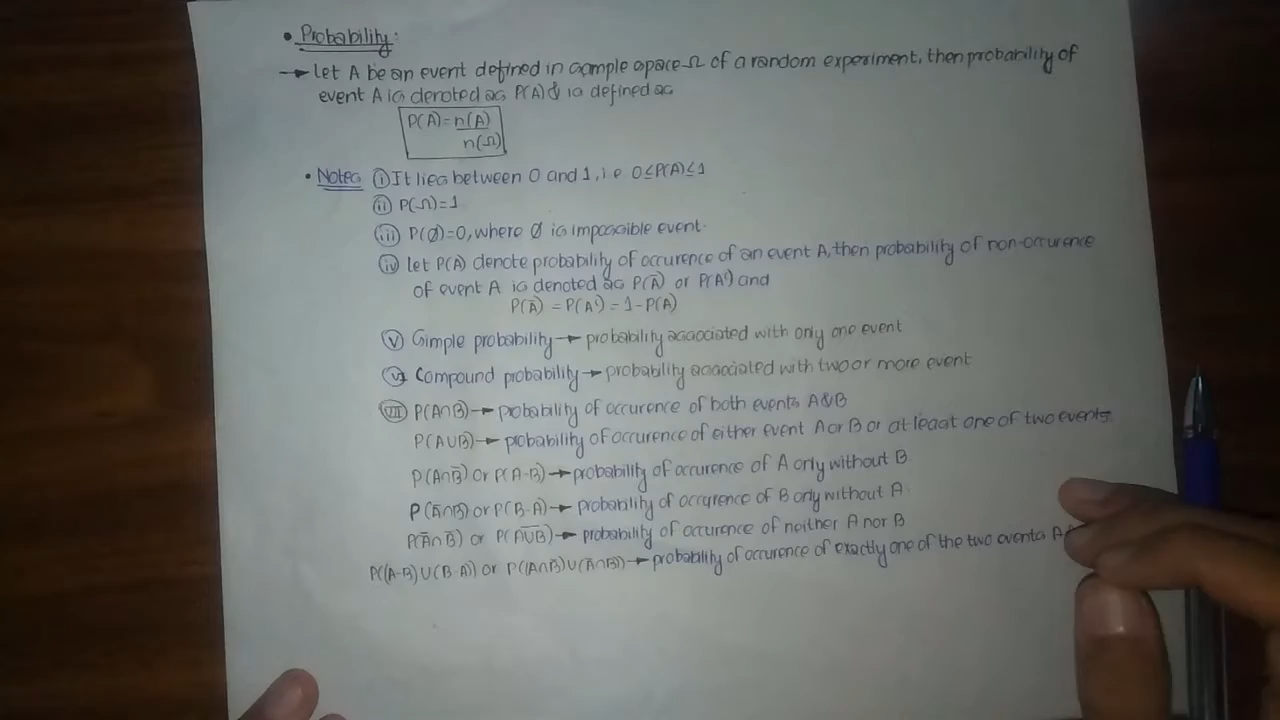 • Probability:
→ Let A be an event defined in sample space Ω of a random experiment, then probability of
event A is denoted as P(A) & is defined as
P(A) = n(A)
n(Ω)
• Notes (i) It lies between 0 and 1, i.e 0≤P(A)≤1
(ii) P(Ω)=1
(iii) P(Ø)=0, where Ø is impossible event.
(iv) Let P(A) denote probability of occurence of an event A, then probability of non-occurence
of event A is denoted as P(A̅) or P(A') and
P(A̅) = P(A') = 1-P(A)
(v) Simple probability → probability associated with only one event
(vi) Compound probability → probability associated with two or more event
(vii) P(A∩B) → probability of occurence of both events A&B
P(A∪B) → probability of occurence of either event A or B or at least one of two events.
P(A∩B̅) or P(A-B) → probability of occurence of A only without B
P(A̅∩B) or P(B-A) → probability of occurence of B only without A.
P(A̅∩B̅) or P(A̅∪̅B̅) → probability of occurence of neither A nor B
P((A-B)∪(B-A)) or P((A∩B̅)∪(A̅∩B)) → probability of occurence of exactly one of the two events A